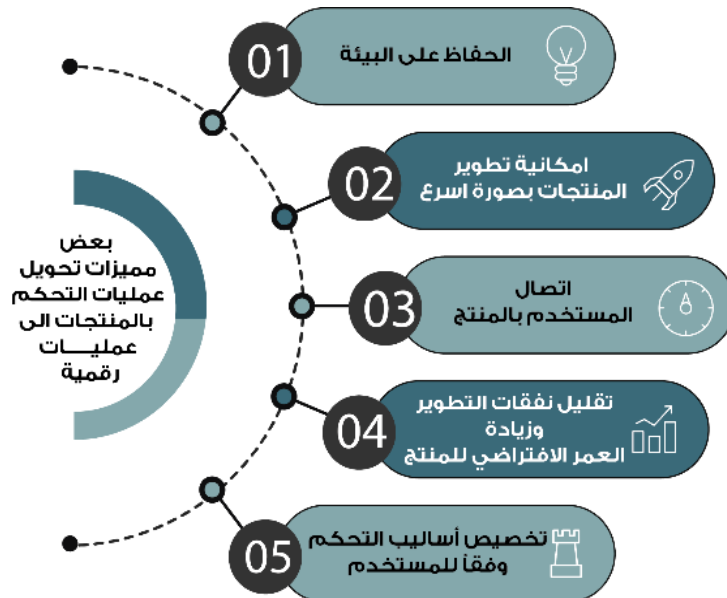 01
الحفاظ على البيئة
02
امكانية تطوير
المنتجات بصورة اسرع
03
اتصال
المستخدم بالمنتج
04
تقليل نفقات التطوير
وزيادة
العمر الافتراضي للمنتج
05
تخصيص أساليب التحكم
وفقاً للمستخدم
بعض
مميزات تحويل
عمليات التحكم
بالمنتجات الى
عمليـــات
رقمية